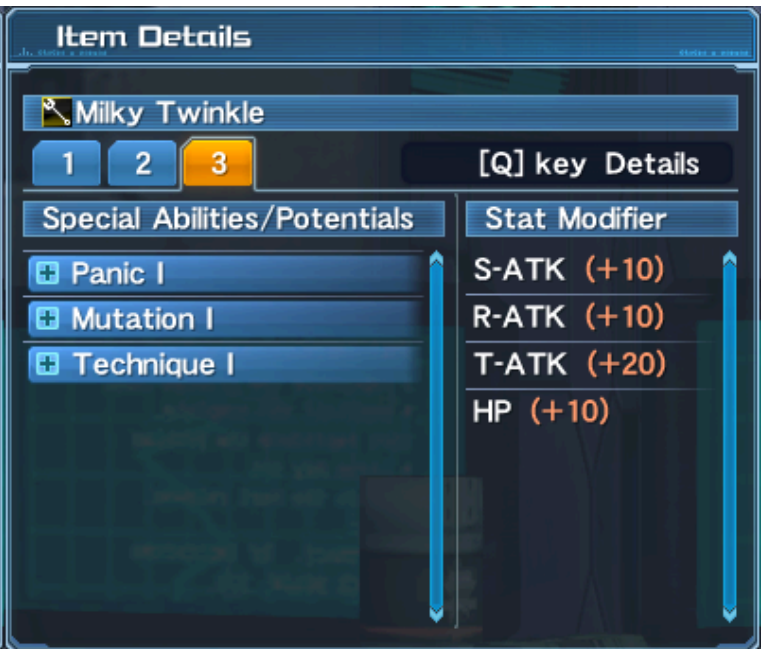 Item Details
Milky Twinkle
1 2 3
[Q] key Details
Special Abilities/Potentials
Stat Modifier
Panic I
Mutation I
Technique I
S-ATK (+10)
R-ATK (+10)
T-ATK (+20)
HP (+10)